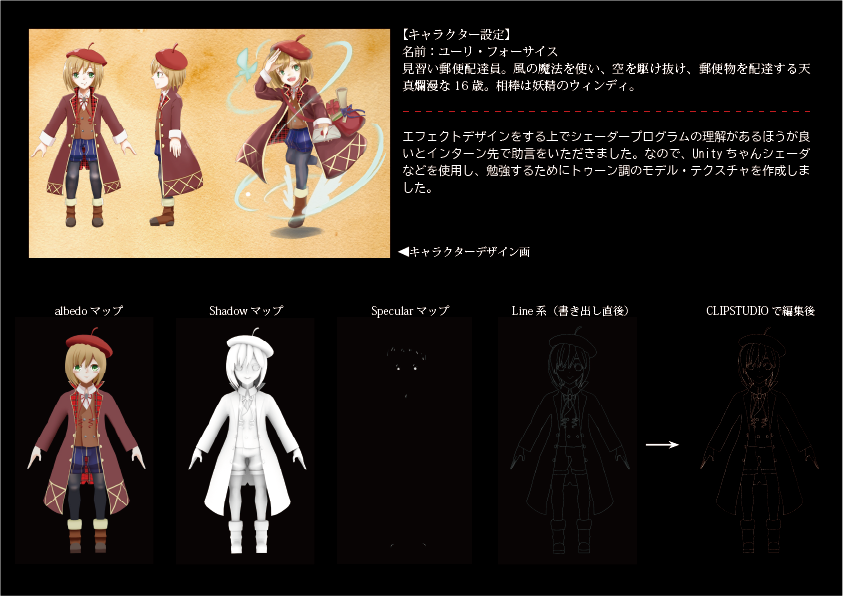 【キャラクター設定】
名前：ユーリ・フォーサイス
見習い郵便配達員。風の魔法を使い、空を駆け抜け、郵便物を配達する天
真爛漫な 16 歳。相棒は妖精のウィンディ。
エフェクトデザインをする上でシェーダープログラムの理解があるほうが良
いとインターン先で助言をいただきました。なので、Unity ちゃんシェーダ
などを使用し、勉強するためにトゥーン調のモデル・テクスチャを作成しま
した。
◀キャラクターデザイン画
albedo マップ
Shadow マップ
Specular マップ
Line 系（書き出し直後）
CLIPSTUDIO で編集後